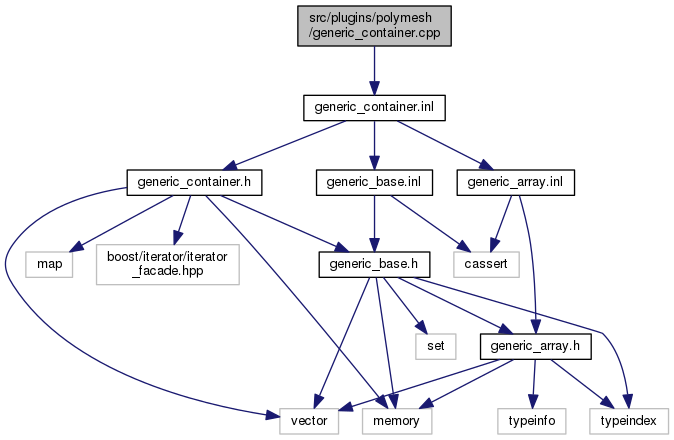 src/plugins/polymesh
/generic_container.cpp
generic_container.inl
generic_container.h
generic_base.inl
generic_array.inl
map
boost/iterator/iterator
_facade.hpp
generic_base.h
cassert
set
generic_array.h
vector
memory
typeinfo
typeindex